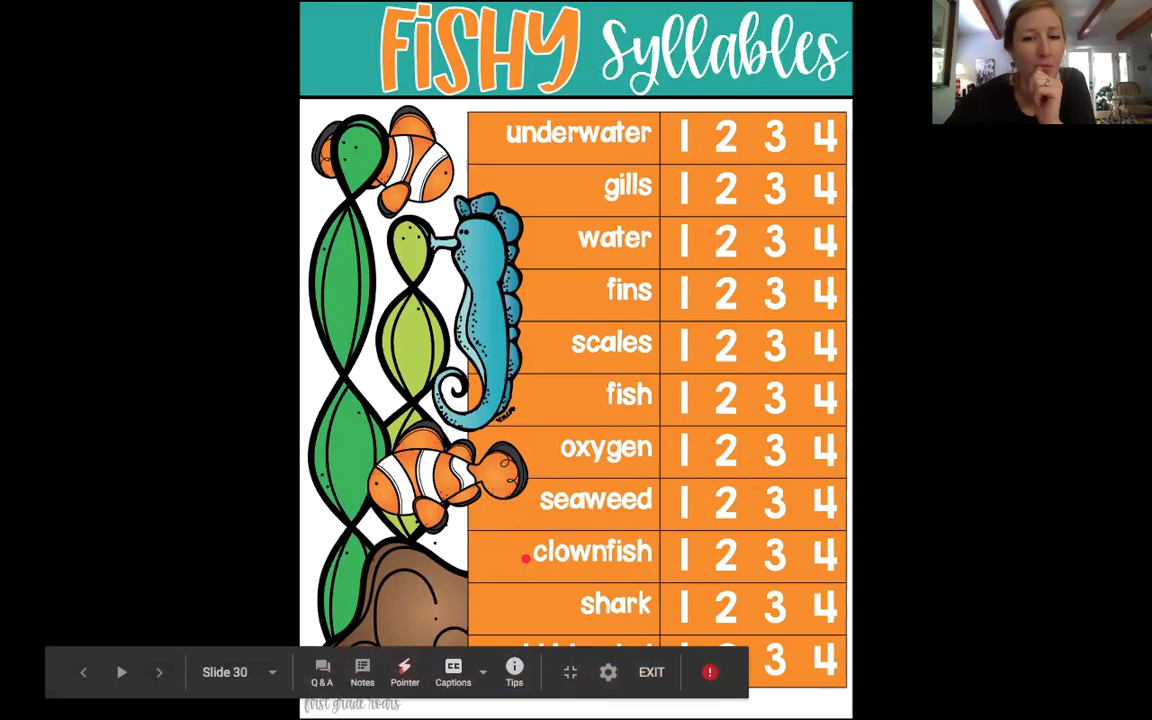 FiSHY Syllables
underwater 1 2 3 4
gills 1 2 3 4
water 1 2 3 4
fins 1 2 3 4
scales 1 2 3 4
fish 1 2 3 4
oxygen 1 2 3 4
seaweed 1 2 3 4
clownfish 1 2 3 4
shark 1 2 3 4
3 4
Slide 30
Q & A
Notes
Pointer
CC
Captions
Tips
EXIT
first grade roars